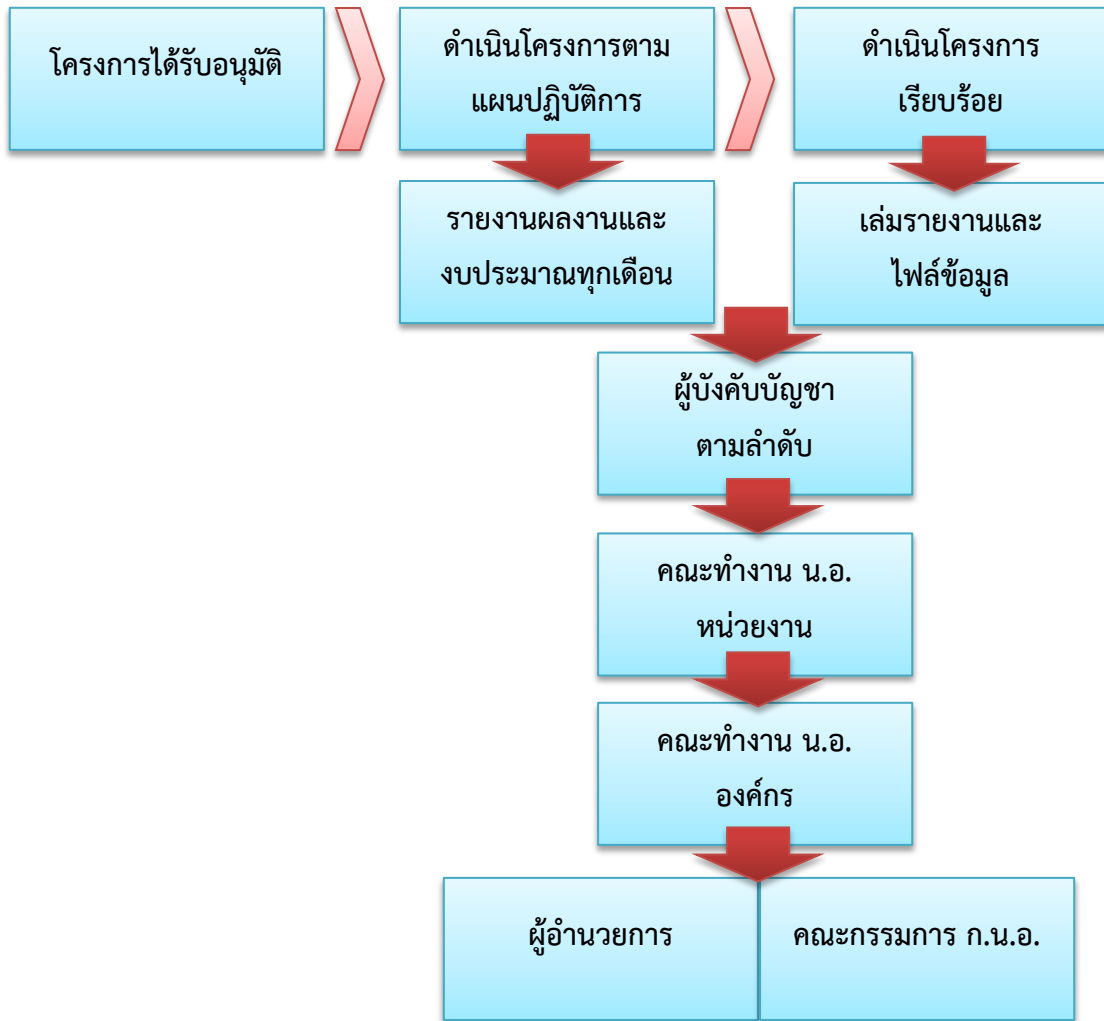 โครงการได้รับอนุมัติ
ดำเนินโครงการตาม
แผนปฏิบัติการ
ดำเนินโครงการ
เรียบร้อย
รายงานผลงานและ
งบประมาณทุกเดือน
เล่มรายงานและ
ไฟล์ข้อมูล
ผู้บังคับบัญชา
ตามลำดับ
คณะทำงาน น.อ.
หน่วยงาน
คณะทำงาน น.อ.
องค์กร
ผู้อำนวยการ
คณะกรรมการ ก.น.อ.